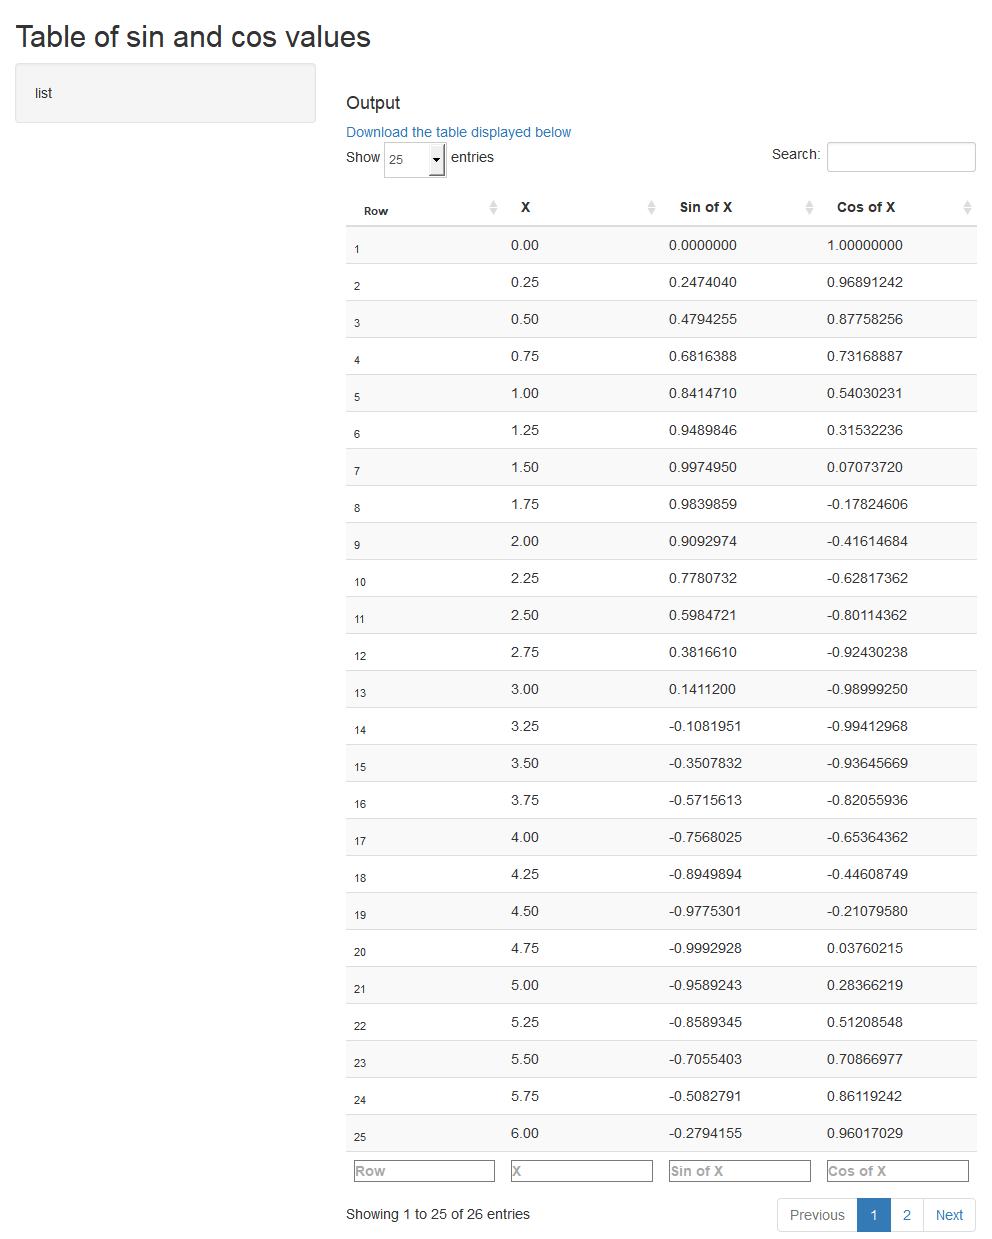 Table of sin and cos values
list
Output
Download the table displayed below
Show 25 entries Search:
Row X Sin of X Cos of X
1 0.00 0.0000000 1.00000000
2 0.25 0.2474040 0.96891242
3 0.50 0.4794255 0.87758256
4 0.75 0.6816388 0.73168887
5 1.00 0.8414710 0.54030231
6 1.25 0.9489846 0.31532236
7 1.50 0.9974950 0.07073720
8 1.75 0.9839859 -0.17824606
9 2.00 0.9092974 -0.41614684
10 2.25 0.7780732 -0.62817362
11 2.50 0.5984721 -0.80114362
12 2.75 0.3816610 -0.92430238
13 3.00 0.1411200 -0.98999250
14 3.25 -0.1081951 -0.99412968
15 3.50 -0.3507832 -0.93645669
16 3.75 -0.5715613 -0.82055936
17 4.00 -0.7568025 -0.65364362
18 4.25 -0.8949894 -0.44608749
19 4.50 -0.9775301 -0.21079580
20 4.75 -0.9992928 0.03760215
21 5.00 -0.9589243 0.28366219
22 5.25 -0.8589345 0.51208548
23 5.50 -0.7055403 0.70866977
24 5.75 -0.5082791 0.86119242
25 6.00 -0.2794155 0.96017029
Row X Sin of X Cos of X
Showing 1 to 25 of 26 entries Previous 1 2 Next